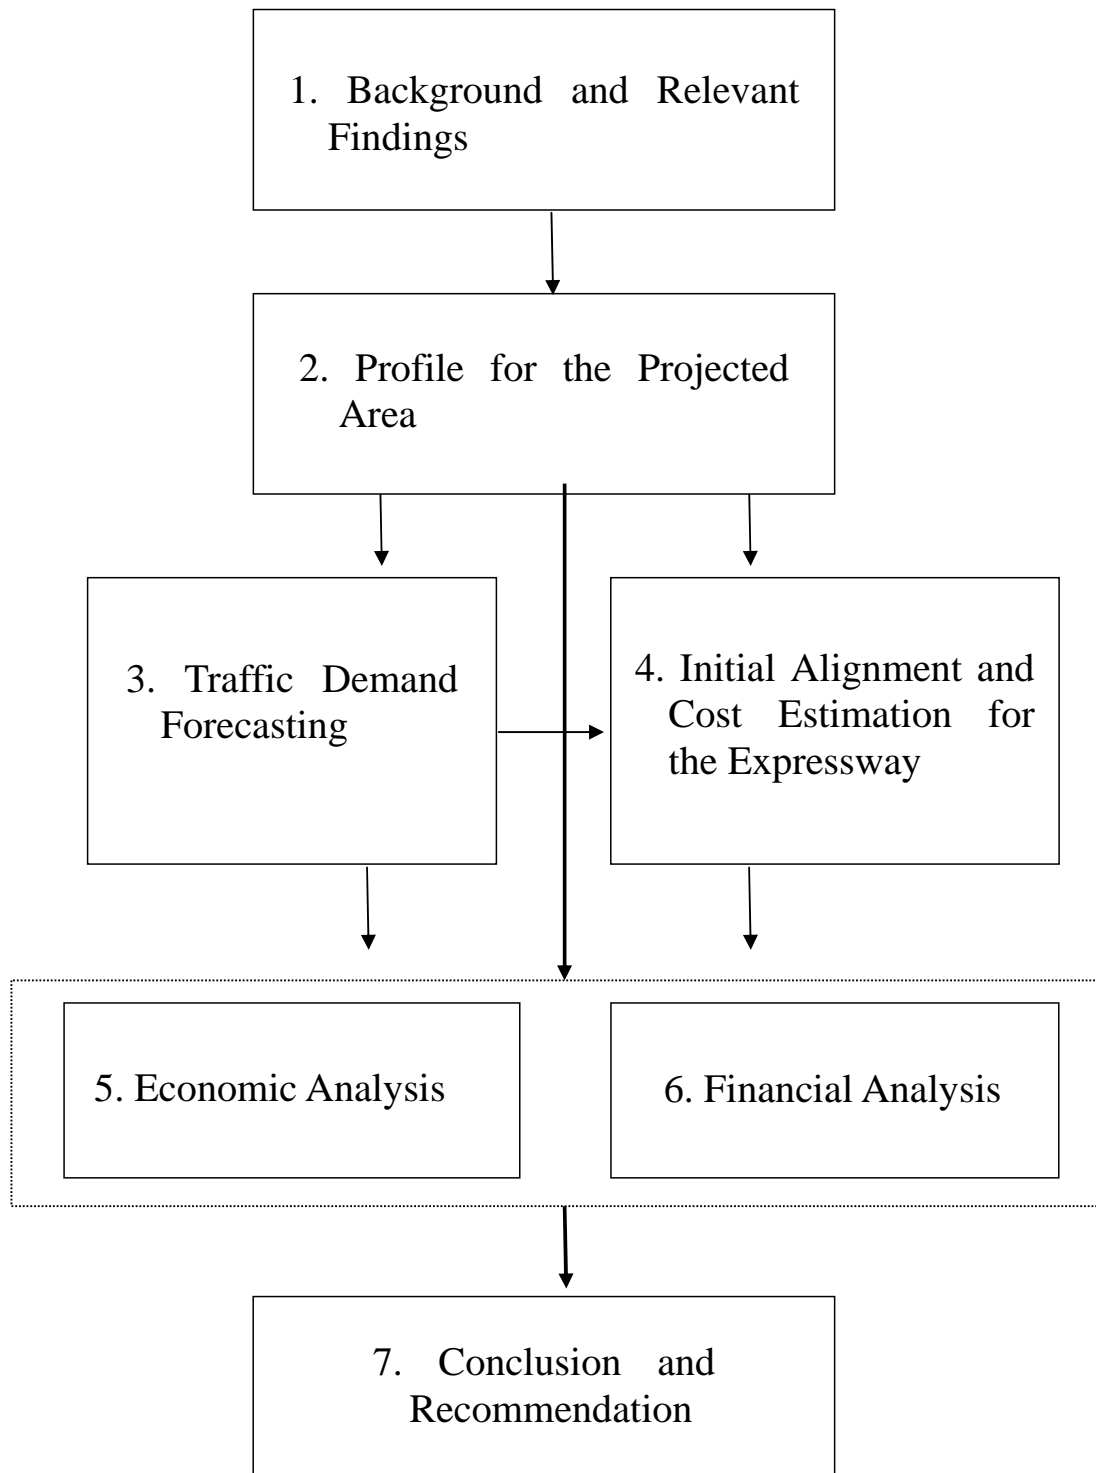 1. Background and Relevant
Findings
2. Profile for the Projected
Area
3. Traffic Demand
Forecasting
4. Initial Alignment and
Cost Estimation for
the Expressway
5. Economic Analysis
6. Financial Analysis
7. Conclusion and
Recommendation